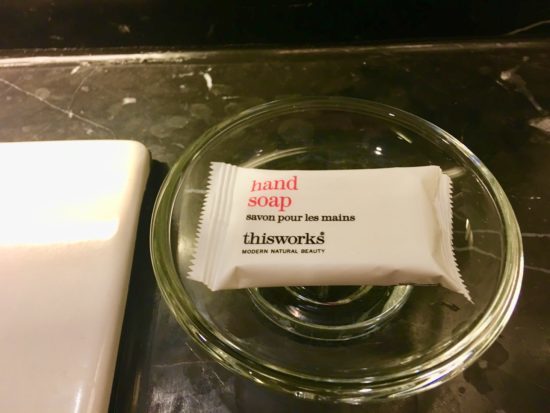 hand
soap
savon pour les mains
thisworks®
MODERN NATURAL BEAUTY